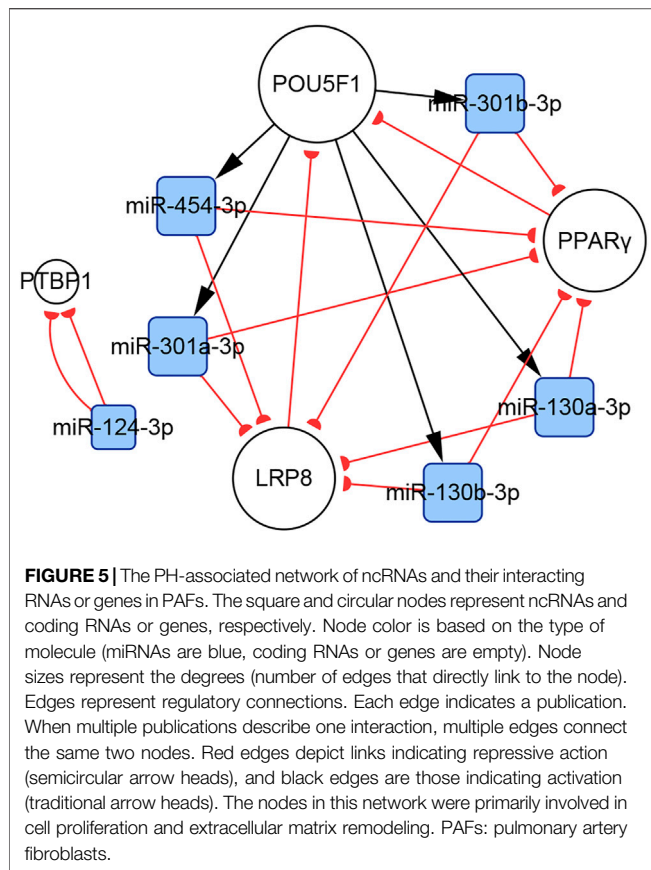 POU5F1
miR-301b-3p
miR-454-3p
PPARγ
PTBP1
miR-301a-3p
miR-130a-3p
miR-124-3p
LRP8
miR-130b-3p
FIGURE 5 | The PH-associated network of ncRNAs and their interacting
RNAs or genes in PAFs. The square and circular nodes represent ncRNAs and
coding RNAs or genes, respectively. Node color is based on the type of
molecule (miRNAs are blue, coding RNAs or genes are empty). Node
sizes represent the degrees (number of edges that directly link to the node).
Edges represent regulatory connections. Each edge indicates a publication.
When multiple publications describe one interaction, multiple edges connect
the same two nodes. Red edges depict links indicating repressive action
(semicircular arrow heads), and black edges are those indicating activation
(traditional arrow heads). The nodes in this network were primarily involved in
cell proliferation and extracellular matrix remodeling. PAFs: pulmonary artery
fibroblasts.